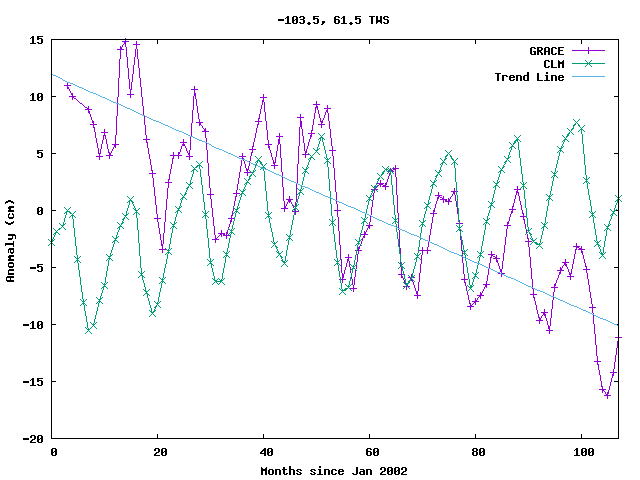 -103.5, 61.5 TWS
GRACE
CLM
Trend Line
15
10
5
0
-5
-10
-15
-20
Anomaly (cm)
0 20 40 60 80 100
Months since Jan 2002